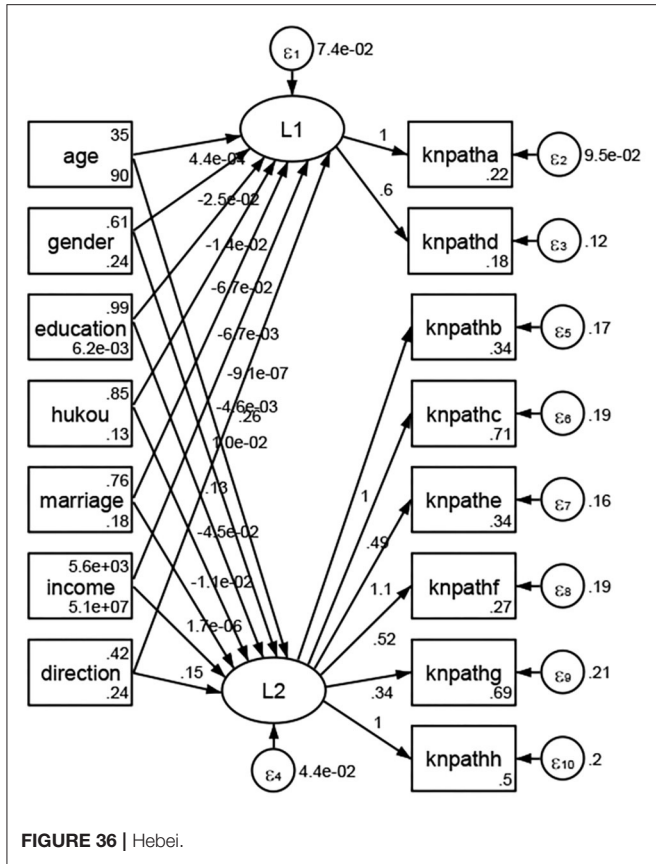 ε1 7.4e-02
L1
35
age
90
.61
gender
.24
.99
education
6.2e-03
.85
hukou
.13
.76
marriage
.18
5.6e+03
income
5.1e+07
.42
direction
.24
4.4e-04
-2.5e-02
-1.4e-02
-6.7e-02
-6.7e-03
-9.1e-07
-4.6e-03
.26
1.0e-02
.13
-4.5e-02
-1.1e-02
1.7e-06
.15
L2
ε4 4.4e-02
1
.6
1
.49
1.1
.52
.34
1
knpatha
.22
ε2 9.5e-02
knpathd
.18
ε3 .12
knpathb
.34
ε5 .17
knpathc
.71
ε6 .19
knpathe
.34
ε7 .16
knpathf
.27
ε8 .19
knpathg
.69
ε9 .21
knpathh
.5
ε10 .2
FIGURE 36 | Hebei.